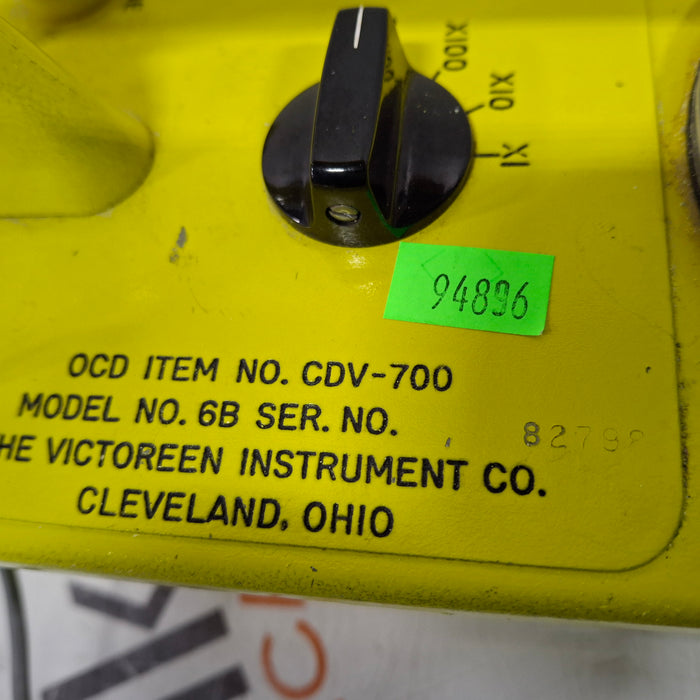 X100
X10
X1
94896
OCD ITEM NO. CDV-700
MODEL NO. 6B SER. NO.
82798
HE VICTOREEN INSTRUMENT CO.
CLEVELAND, OHIO